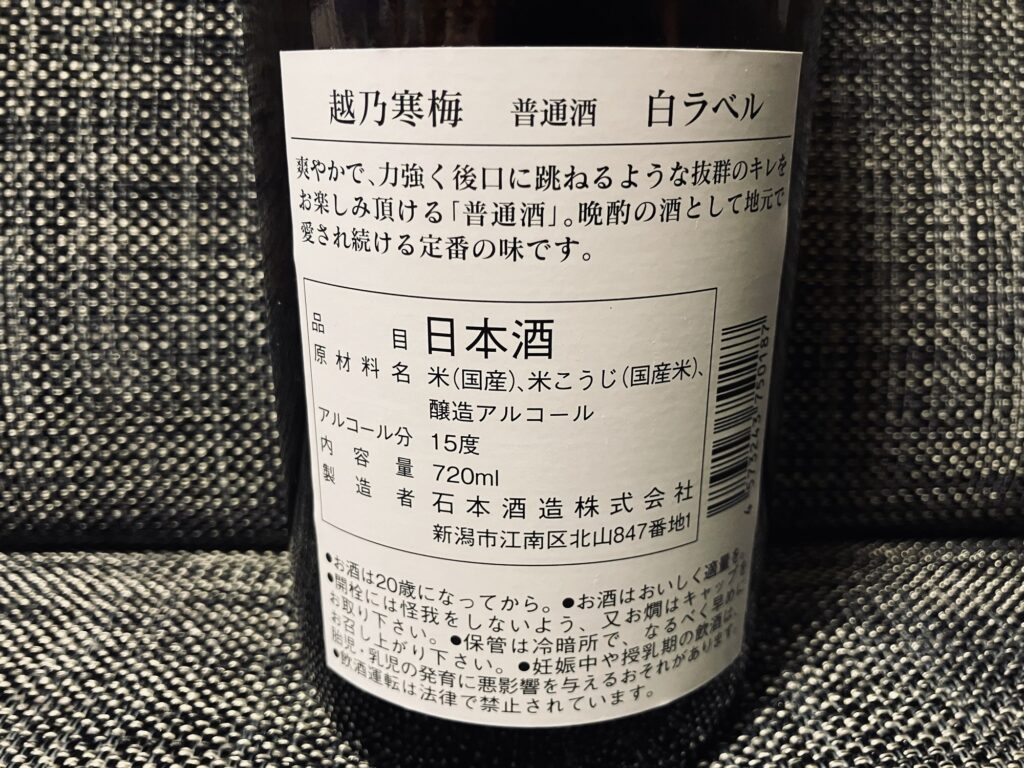 越乃寒梅 普通酒 白ラベル
爽やかで、力強く後口に跳ねるような抜群のキレを
お楽しみ頂ける「普通酒」。晩酌の酒として地元で
愛され続ける定番の味です。
品目 日本酒
原材料名 米(国産)、米こうじ(国産米)、
醸造アルコール
アルコール分 15度
内容量 720ml
製造者 石本酒造株式会社
新潟市江南区北山847番地1
●お酒は20歳になってから。●お酒はおいしく適量を。
●開栓には怪我をしないよう、又お燗はキャップを
お取り下さい。●保管は冷暗所で、なるべく早めに
お召し上がり下さい。●妊娠中や授乳期の飲酒は、
胎児・乳児の発育に悪影響を与えるおそれがあります。
●飲酒運転は法律で禁止されています。
4 573243 750187